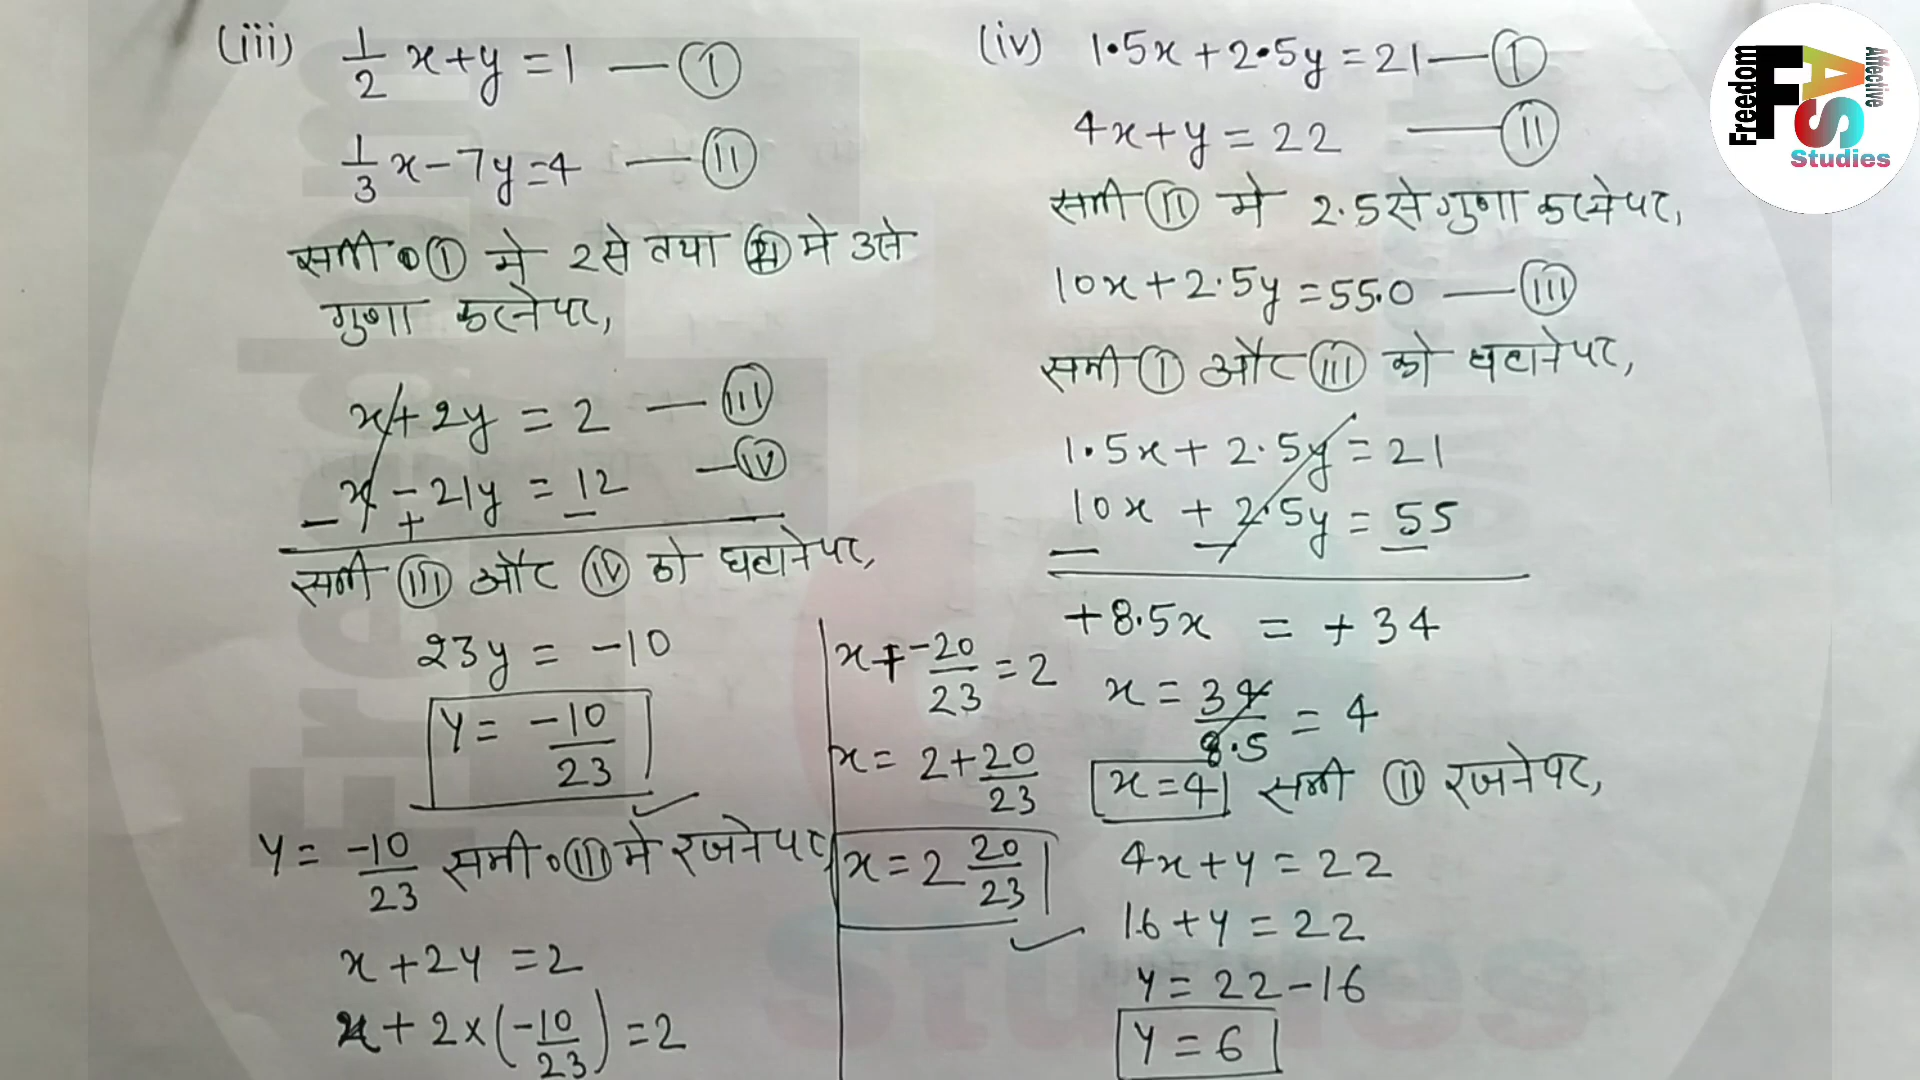 (iii) 1/2 x + y = 1 — (I)
1/3 x - 7y = 4 — (II)
समी. (I) मे 2 से तथा (II) मे 3 से
गुणा करने पर,
x + 2y = 2 — (III)
x - 21y = 12 — (IV)
- + -
समी (III) और (IV) को घटाने पर,
23y = -10
y = -10/23
y = -10/23 समी. (III) में रखने पर,
x + 2y = 2
x + 2 × (-10/23) = 2
x + -20/23 = 2
x = 2 + 20/23
x = 2 20/23
(iv) 1.5x + 2.5y = 21 — (I)
4x + y = 22 — (II)
समी (II) मे 2.5 से गुणा करने पर,
10x + 2.5y = 55.0 — (III)
समी (I) और (III) को घटाने पर,
1.5x + 2.5y = 21
10x + 2.5y = 55
- - -
+8.5x = +34
x = 34/8.5 = 4
x = 4 समी (II) रखने पर,
4x + y = 22
16 + y = 22
y = 22 - 16
y = 6
Freedom
FAS
Affective
Studies
Freedom
Studies